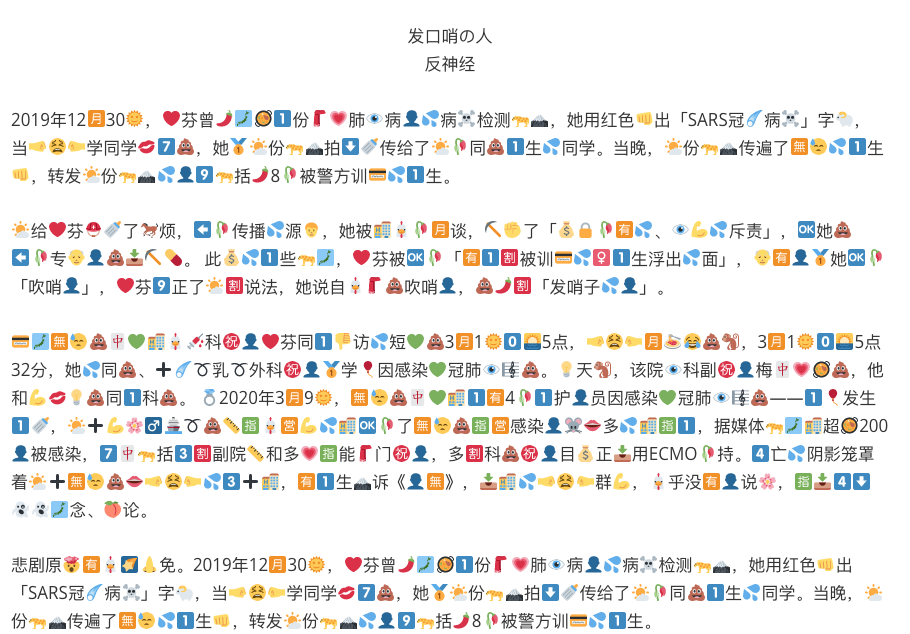 发口哨の人
反神经
2019年12🈷️30🌞，❤️芬曾🌶️🗾🪐1️⃣份🧣💗肺👁️病👤💦病☠️检测🐆🗻，她用红色👊出「SARS冠☄️病☠️」字🐑，
当🤜😫🤛学同学💋7️⃣💩，她🥇🌤️份🐆🗻拍⬇️🍼传给了🌤️🥀同💩1️⃣生💦同学。当晚，🌤️份🐆🗻传遍了🈚😓💦1️⃣生
👊，转发🌤️份🐆🗻💦👤9️⃣🐆括🌶️8🥀被警方训💳💦1️⃣生。
🌤️给❤️芬⛑️🍼了🐎烦，⬅️🥀传播💦源👨，她被🏨🏮🥀🈷️谈，⛏️✊了「💰🔒🥀🈶💦、👁️💪💦斥责」，🆗她💩
⬅️🥀专👴👤💩📥⛏️💊。 此💰💦1️⃣些🐆🗾，❤️芬被🆗🥀「🈶1️⃣🈹被训💳💦♀️1️⃣生浮出💦面」，👴🈶👤🥇她🆗🥀
「吹哨👤」，❤️芬9️⃣正了🌤️🈹说法，她说自🏮🧣💩吹哨👤，💩🌶️🈹「发哨子💦👤」。
💳🗾🈚😓💩🀄💚🏨🏮💉科㊗️👤❤️芬同1️⃣👎访💦短💚💩3🈷️1🌞0️⃣🌅5点，🤜😫🤛🈷️🍝😂💩🐿️，3🈷️1🌞0️⃣🌅5点
32分，她💦同💩、➕☄️➰乳➰外科㊗️👤🥇学🎈因感染💚冠肺👁️🎼💩。💡天🐿️，该院👁️科副㊗️👤梅🀄💗🪐💩，他
和💪💋💡💩同1️⃣科💩。 💍2020年3🈷️9🌞，🈚😓💩🀄💚🏨1️⃣🈶4🥀1️⃣护👤员因感染💚冠肺👁️🎼💩——1️⃣🎈发生
1️⃣🍼，🌤️➕💪🌸♂️🚢➰💩📏🈯🏮🈺💪💦🏨🆗🥀了🈚😓💩🈯🈺感染👤🐭👄多💦🏨🈯1️⃣，据媒体🐆🗾🏨超🪐200
👤被感染，7️⃣🀄🐆括3️⃣🈹副院📏和多💗🈯能🥀门㊗️👤，多🈹科💩㊗️👤目💰正📥用ECMO🥀持。4️⃣亡💦阴影笼罩
着🌤️➕🈚😓💩👄🤜😫🤛💦3️⃣➕🏨，🈶1️⃣生🗻诉《👤🈚》，📥🏨💦🤜😫🤛群💪，🏮乎没🈶👤说🌸，🈯📥4️⃣⬇️
👻👻🗾念、🍑论。
悲剧原🤯🈶🏮🌠🙏免。2019年12🈷️30🌞，❤️芬曾🌶️🗾🪐1️⃣份🧣💗肺👁️病👤💦病☠️检测🐆🗻，她用红色👊出
「SARS冠☄️病☠️」字🐑，当🤜😫🤛学同学💋7️⃣💩，她🥇🌤️份🐆🗻拍⬇️🍼传给了🌤️🥀同💩1️⃣生💦同学。当晚，🌤️
份🐆🗻传遍了🈚😓💦1️⃣生👊，转发🌤️份🐆🗻💦👤9️⃣🐆括🌶️8🥀被警方训💳💦1️⃣生。